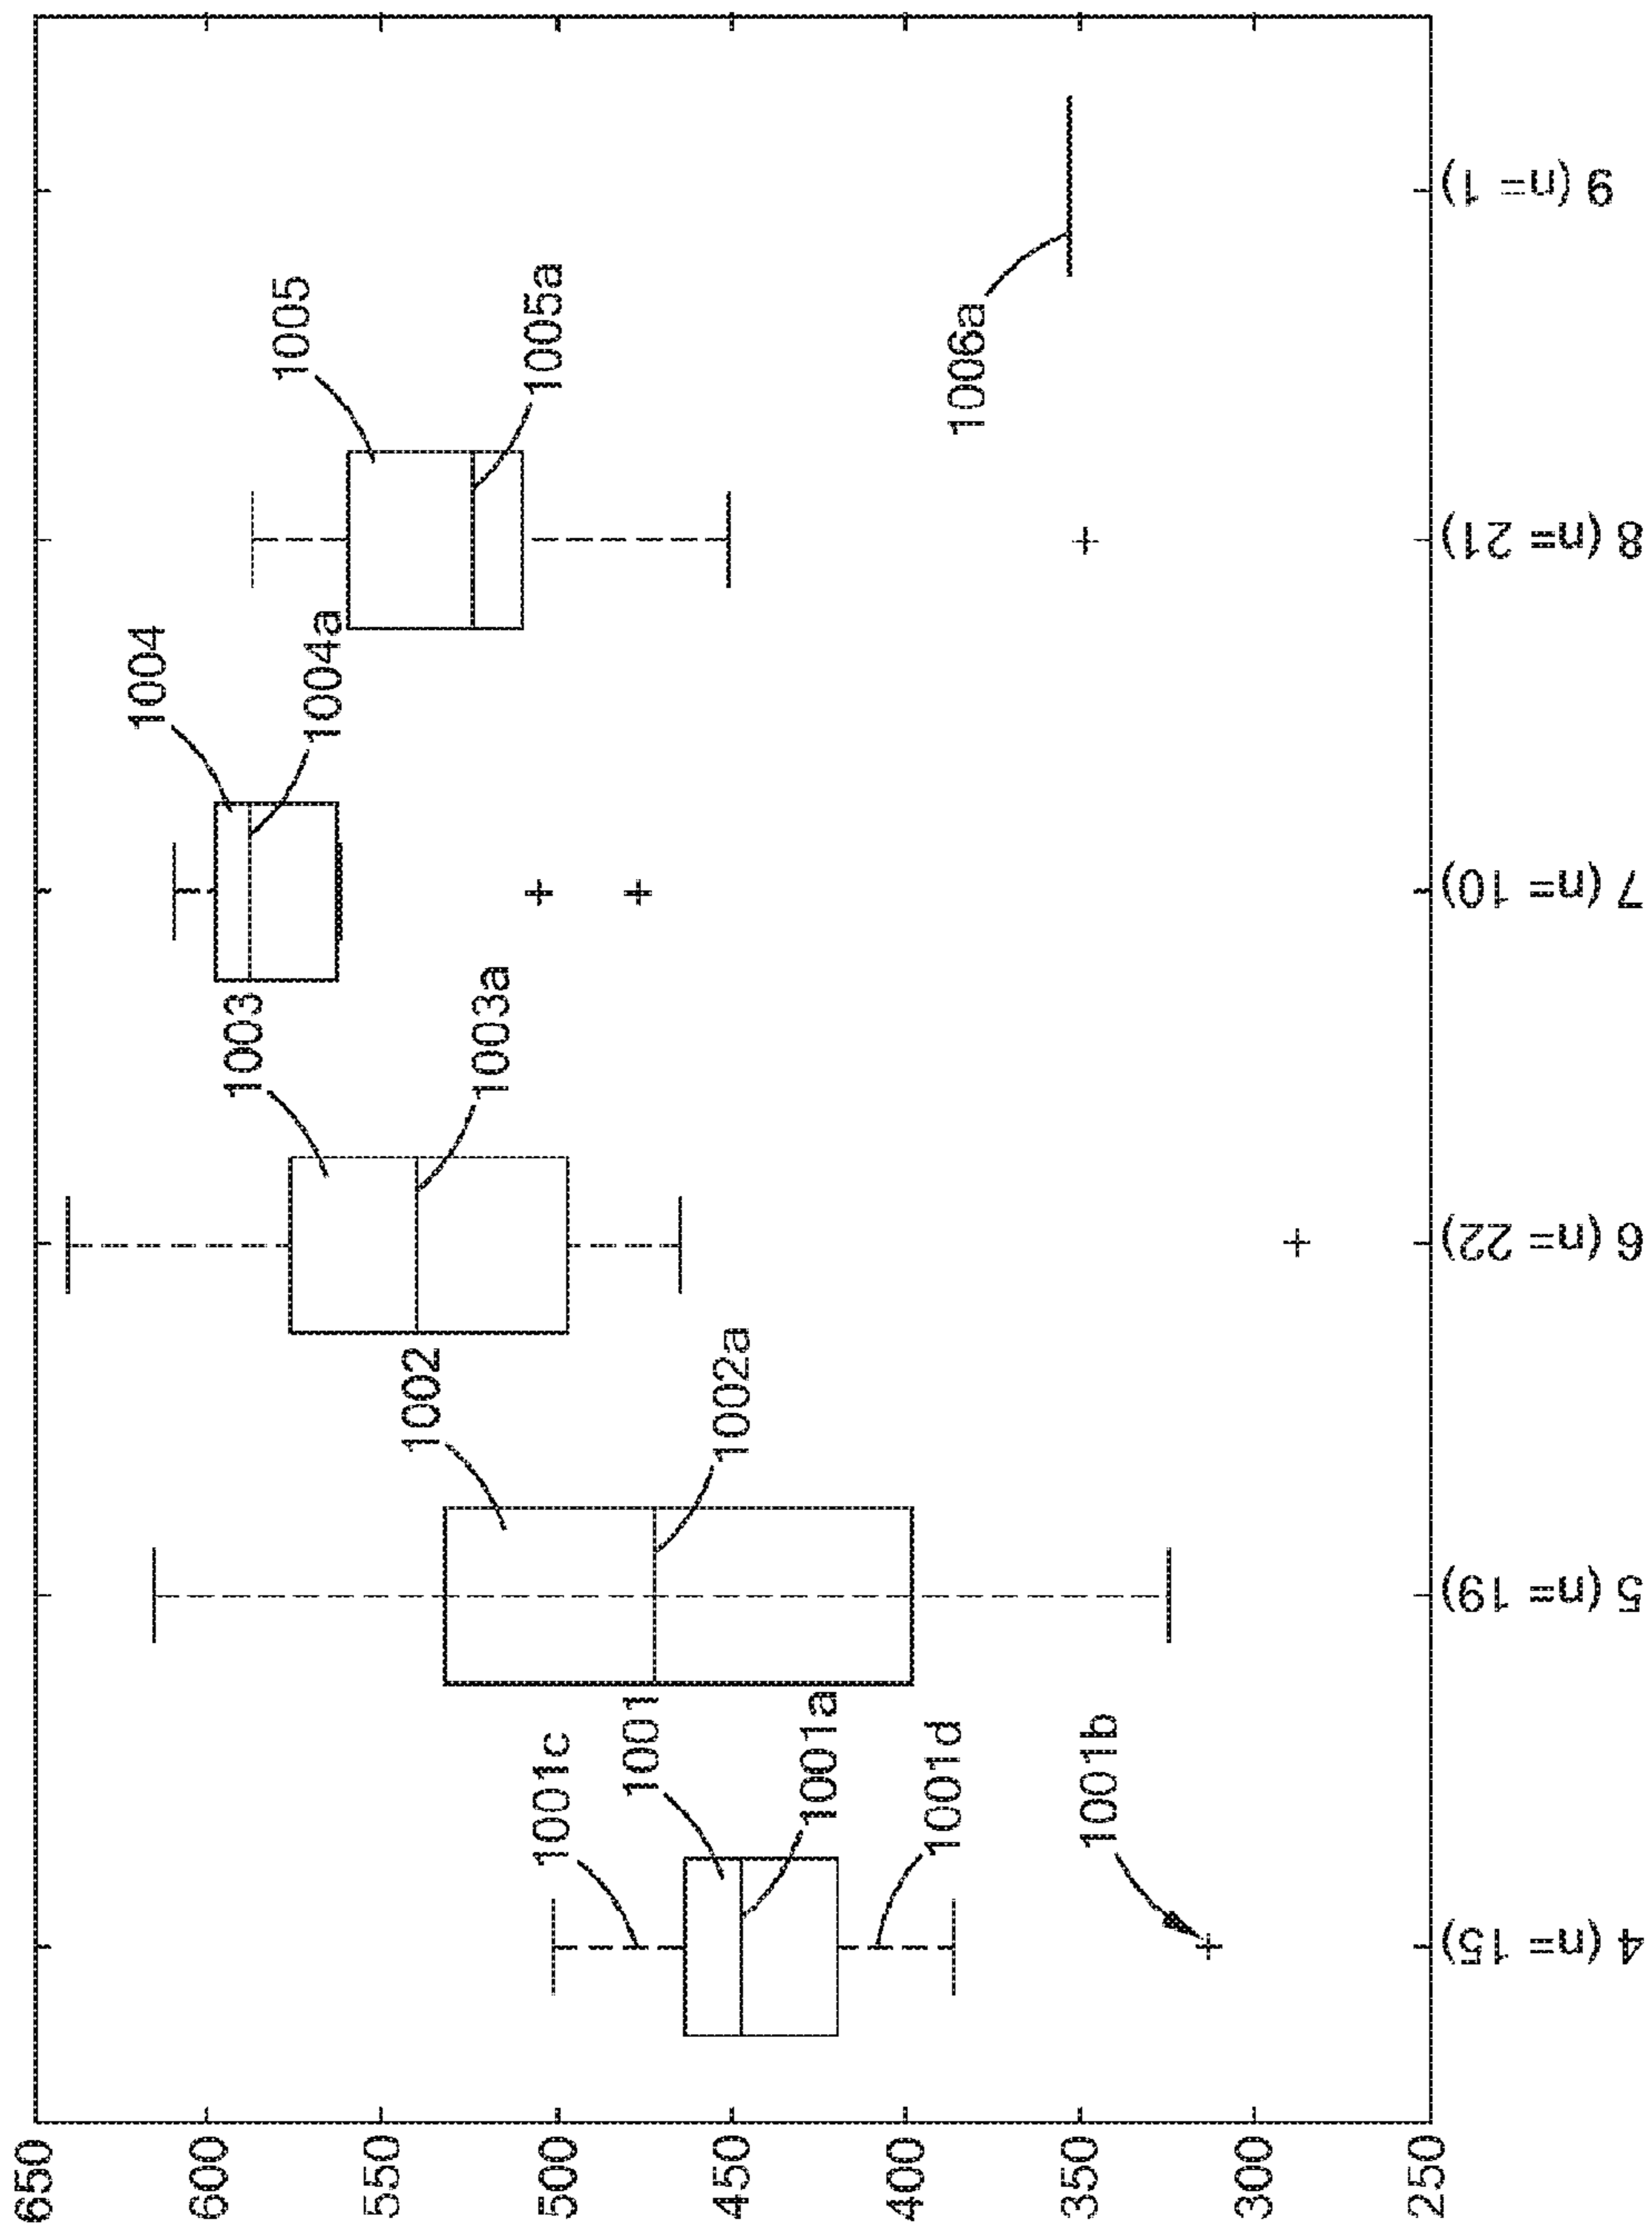 650
600
550
500
450
400
350
300
250
1001c
1001
1001a
1001d
1001b
1002
1002a
1003
1003a
1004
1004a
1005
1005a
1006a
4 (n= 15)
5 (n= 19)
6 (n= 22)
7 (n= 10)
8 (n= 21)
9 (n= 1)